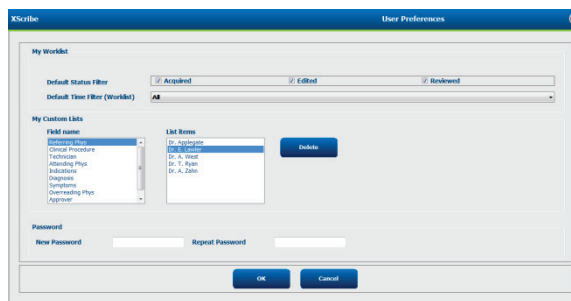 XScribe User Preferences
My Worklist
Default Status Filter Acquired Edited Reviewed
Default Time Filter (Worklist) All
My Custom Lists
Field name List items
Referring Phys Dr. Applegate
Clinical Procedure Dr. E. Lawler Delete
Technician Dr. A. West
Attending Phys Dr. T. Ryan
Indications Dr. A. Zahn
Diagnosis
Symptoms
Overreading Phys
Approver
Password
New Password Repeat Password
OK Cancel